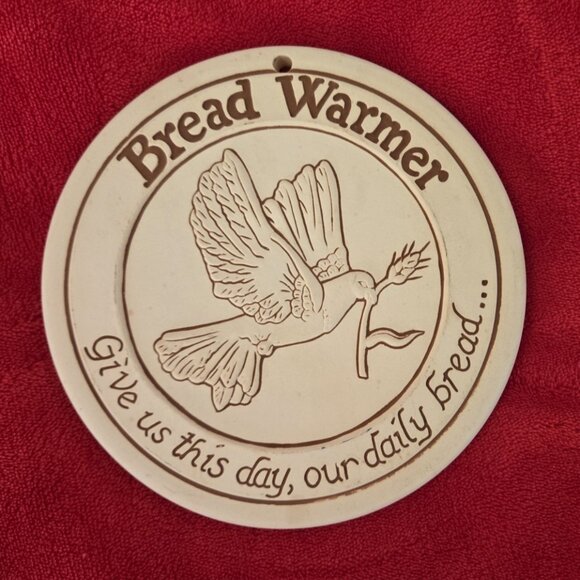 Bread Warmer
Give us this day, our daily bread...